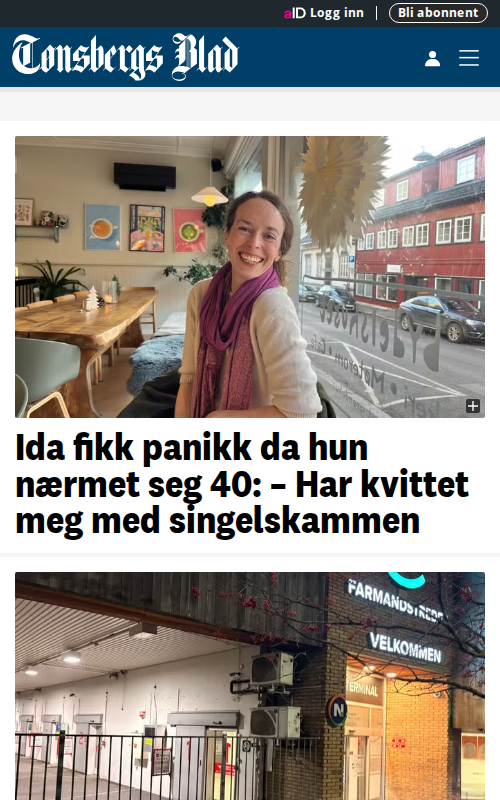 aID Logg inn
Bli abonnent
Tønsbergs Blad
Ida fikk panikk da hun
nærmet seg 40: – Har kvittet
meg med singelskammen
FARMANDSTREDET
VELKOMMEN
TERMINAL
N